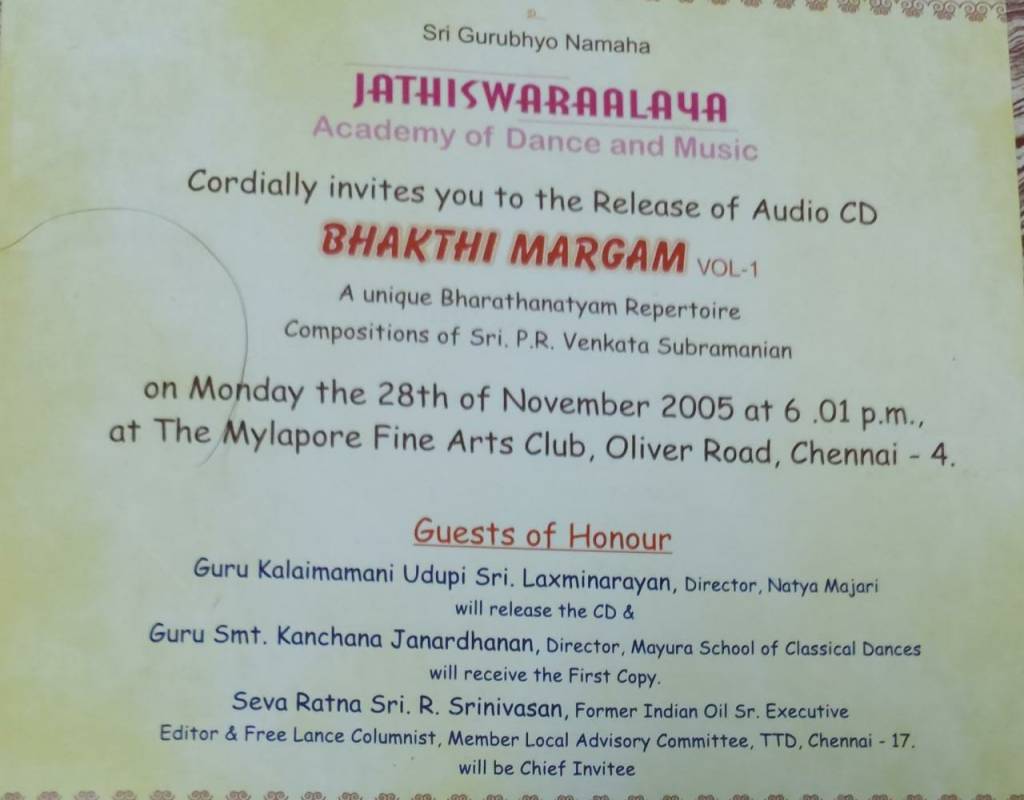 Sri Gurubhyo Namaha
JATHISWARAALAYA
Academy of Dance and Music
Cordially invites you to the Release of Audio CD
BHAKTHI MARGAM VOL-1
A unique Bharathanatyam Repertoire
Compositions of Sri. P.R. Venkata Subramanian
on Monday the 28th of November 2005 at 6 .01 p.m.,
at The Mylapore Fine Arts Club, Oliver Road, Chennai - 4.
Guests of Honour
Guru Kalaimamani Udupi Sri. Laxminarayan, Director, Natya Majari
will release the CD &
Guru Smt. Kanchana Janardhanan, Director, Mayura School of Classical Dances
will receive the First Copy.
Seva Ratna Sri. R. Srinivasan, Former Indian Oil Sr. Executive
Editor & Free Lance Columnist, Member Local Advisory Committee, TTD, Chennai - 17.
will be Chief Invitee